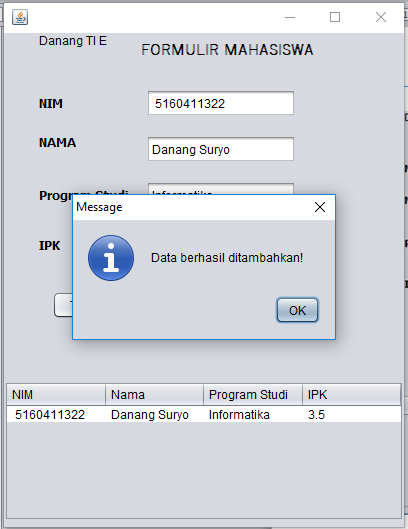 Danang TI E
FORMULIR MAHASISWA
NIM
5160411322
NAMA
Danang Suryo
Program Studi
Informatika
IPK
Message
Data berhasil ditambahkan!
OK
NIM Nama Program Studi IPK
5160411322 Danang Suryo Informatika 3.5